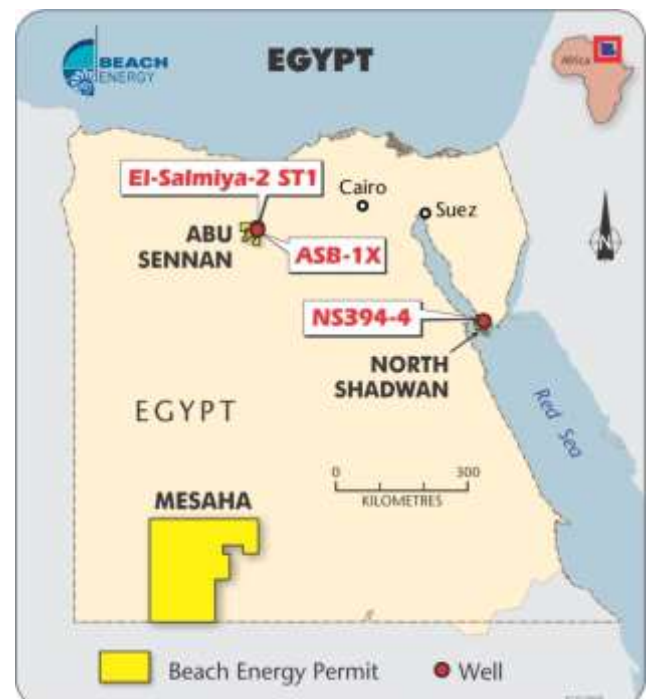 BEACH
ENERGY
EGYPT
Africa
El-Salmiya-2 ST1
Cairo
Suez
ABU
SENNAN
ASB-1X
N
NS394-4
NORTH
SHADWAN
EGYPT
Red Sea
0 300
KILOMETRES
MESAHA
Beach Energy Permit
Well